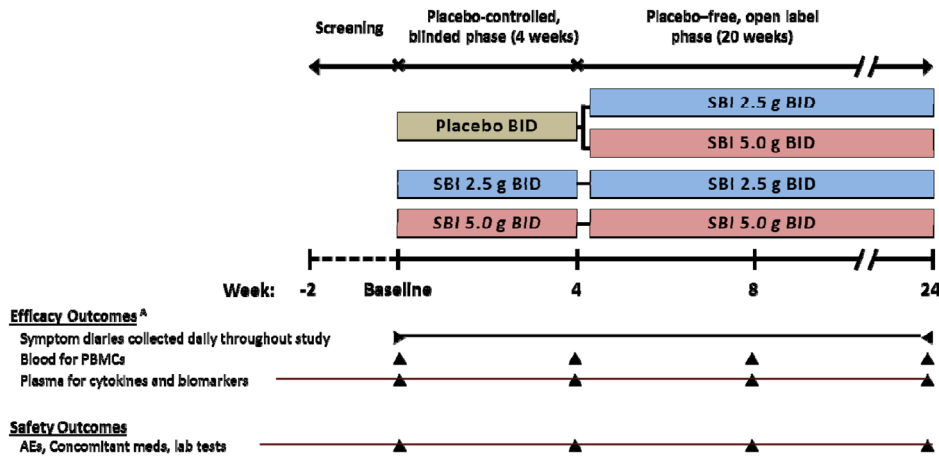 Screening
Placebo-controlled,
blinded phase (4 weeks)
Placebo–free, open label
phase (20 weeks)
Placebo BID
SBI 2.5 g BID
SBI 5.0 g BID
SBI 2.5 g BID
SBI 2.5 g BID
SBI 5.0 g BID
SBI 5.0 g BID
Week: -2 Baseline 4 8 24
Efficacy Outcomes A
Symptom diaries collected daily throughout study
Blood for PBMCs
Plasma for cytokines and biomarkers
Safety Outcomes
AEs, Concomitant meds, lab tests